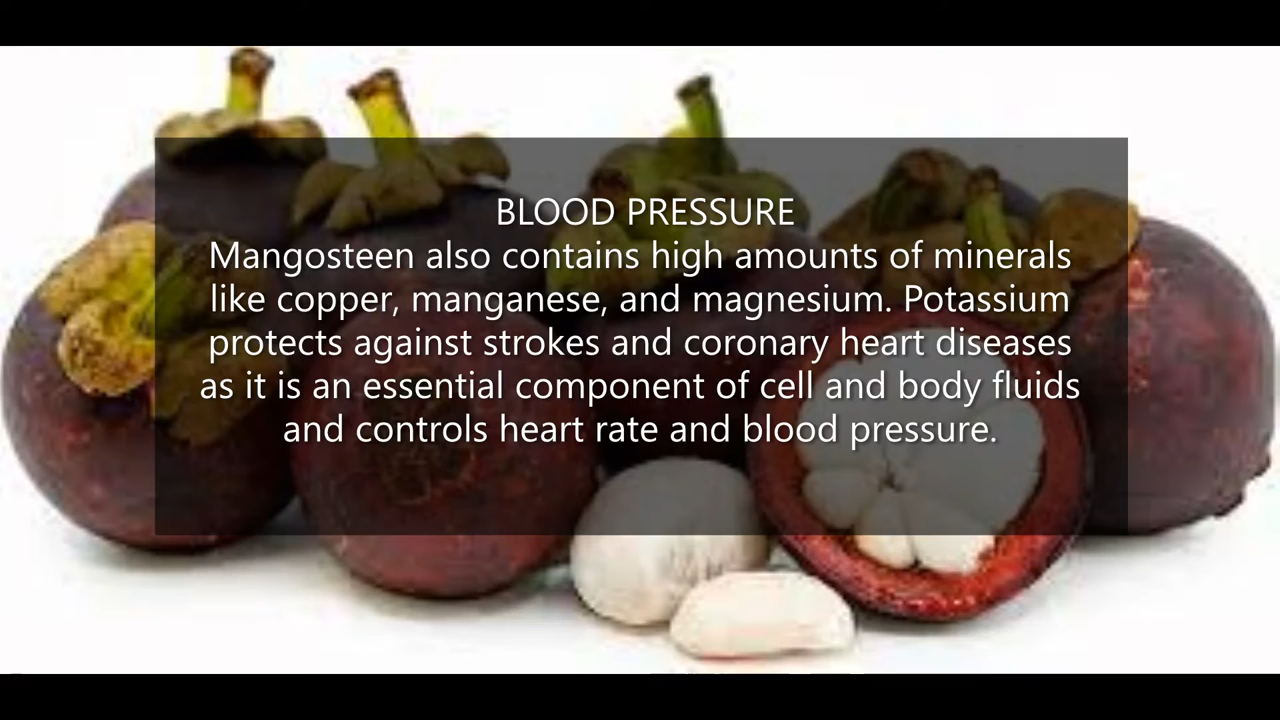 BLOOD PRESSURE
Mangosteen also contains high amounts of minerals
like copper, manganese, and magnesium. Potassium
protects against strokes and coronary heart diseases
as it is an essential component of cell and body fluids
and controls heart rate and blood pressure.